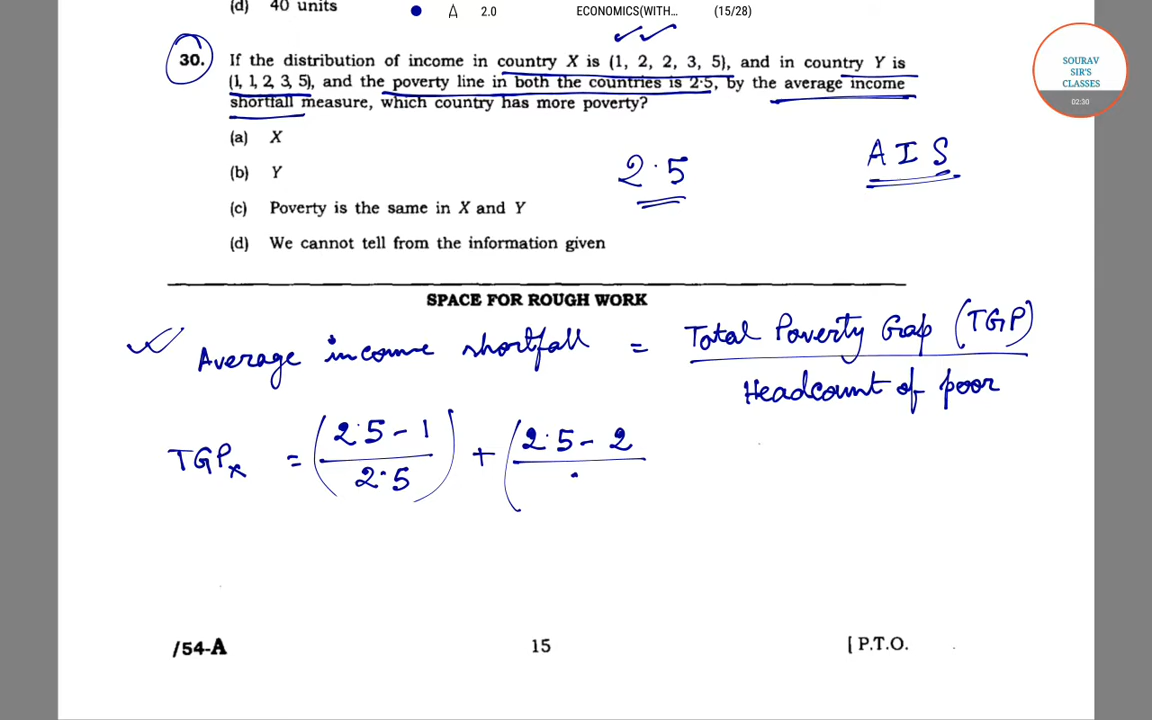 (d) 40 units
2.0 ECONOMICS(WITH... (15/28)
30. If the distribution of income in country X is (1, 2, 2, 3, 5), and in country Y is
(1, 1, 2, 3, 5), and the poverty line in both the countries is 2·5, by the average income
shortfall measure, which country has more poverty?
(a) X
(b) Y
(c) Poverty is the same in X and Y
(d) We cannot tell from the information given
2.5
AIS
SOURAV
SIR'S
CLASSES
02:30
SPACE FOR ROUGH WORK
Average income shortfall = Total Poverty Gap (TGP)
Headcount of poor
TGPx = (2.5 - 1) + (2.5 - 2
2.5
/54-A 15 [ P.T.O.